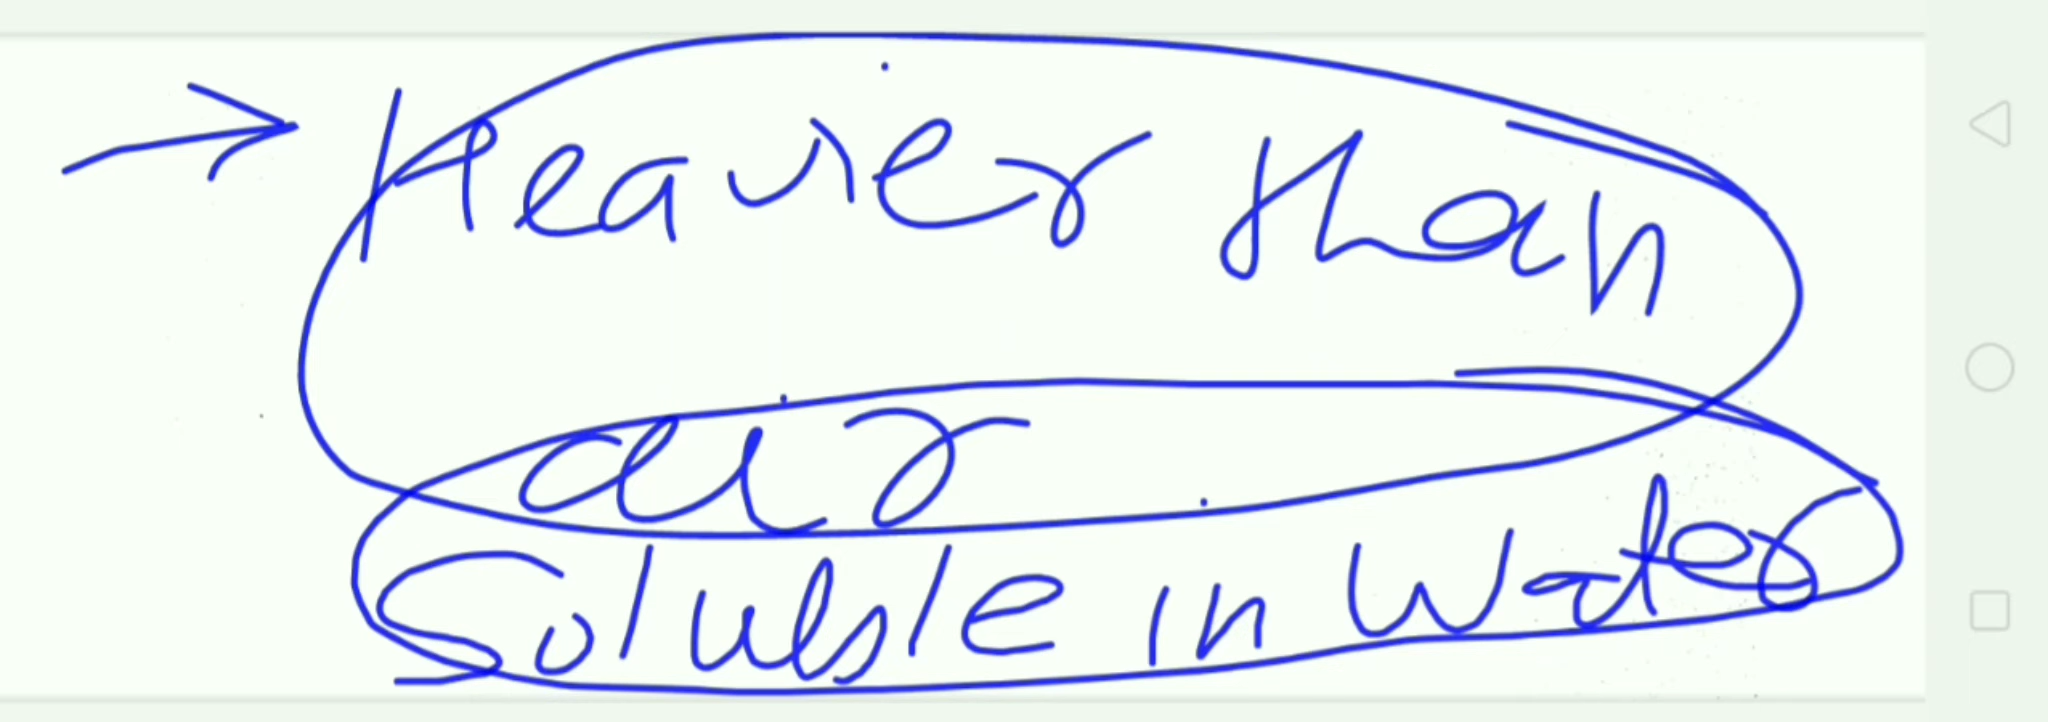 → Heavier than
air
Soluble in Water